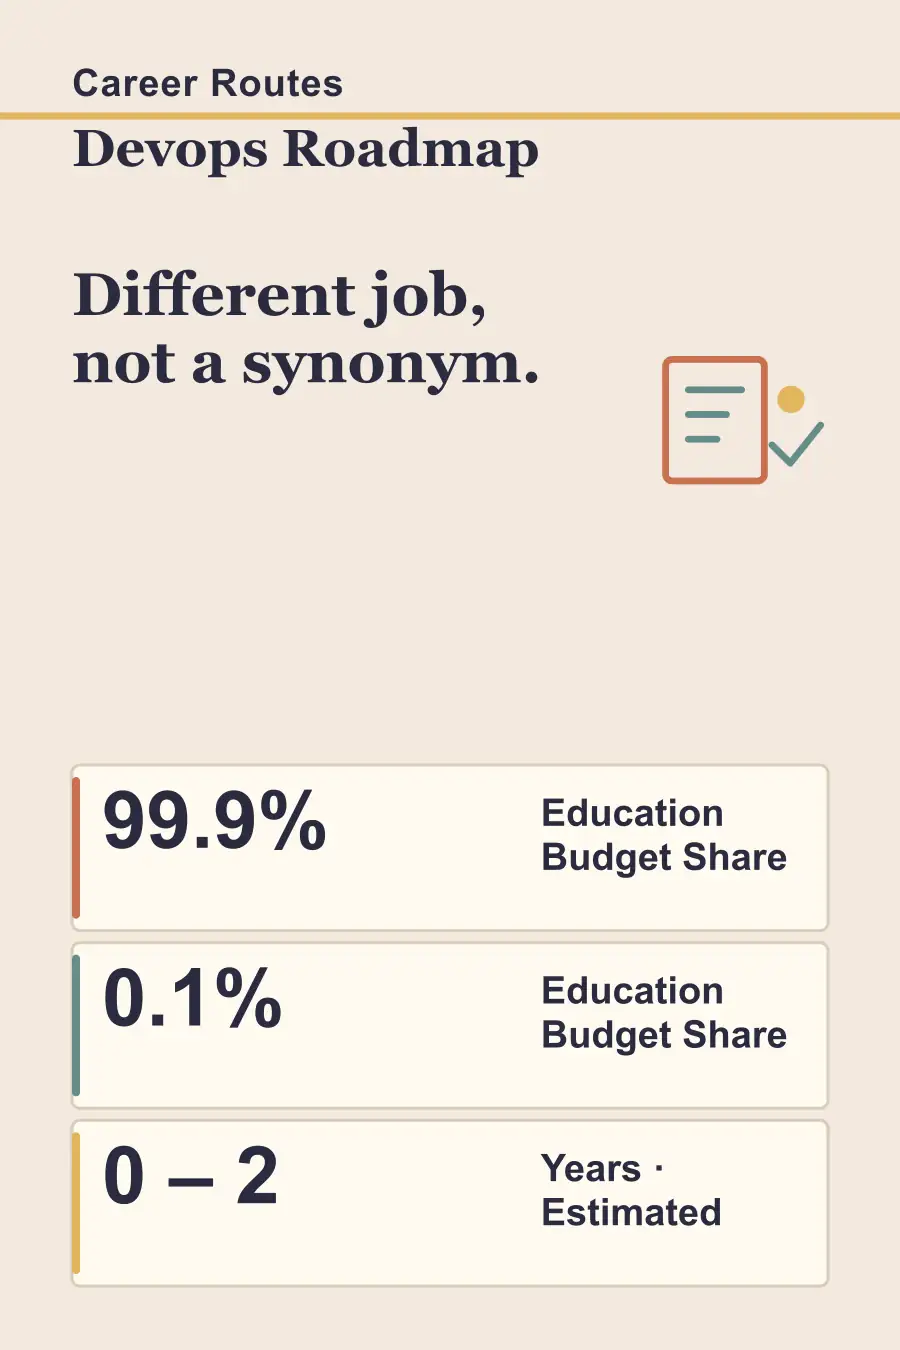 Career Routes
Devops Roadmap
Different job,
not a synonym.
99.9%
Education
Budget Share
0.1%
Education
Budget Share
0 – 2
Years ·
Estimated